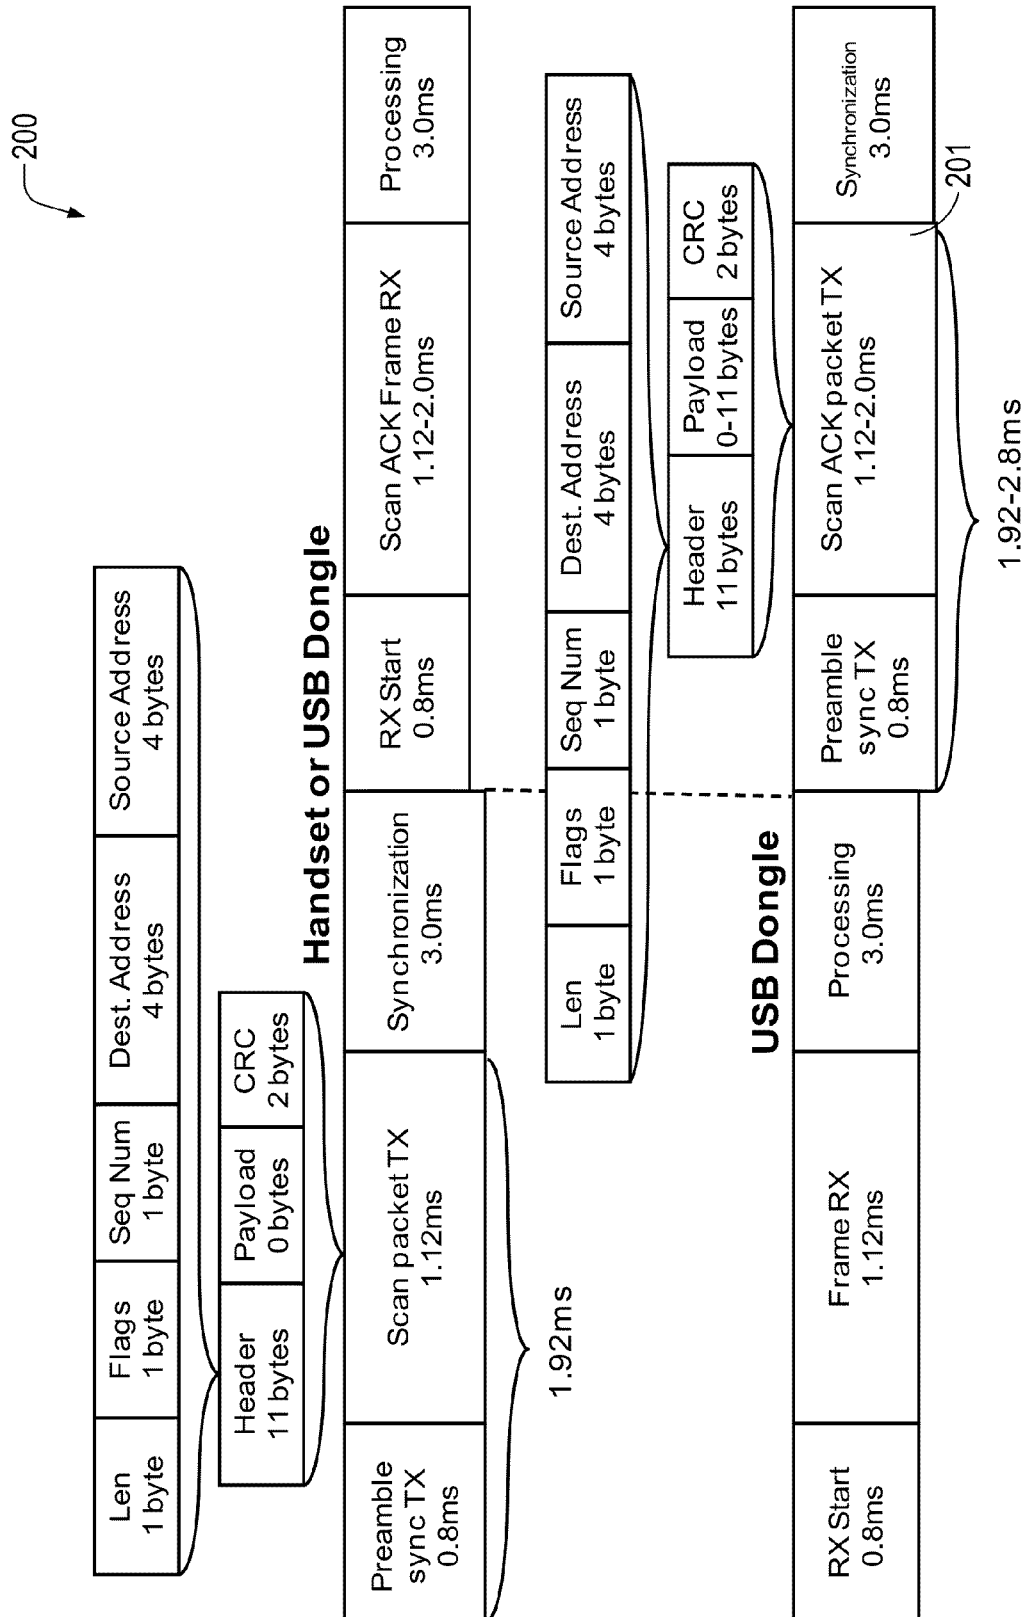 200
Len
1 byte
Flags
1 byte
Seq Num
1 byte
Dest. Address
4 bytes
Source Address
4 bytes
Header
11 bytes
Payload
0 bytes
CRC
2 bytes
Handset or USB Dongle
Preamble
sync TX
0.8ms
Scan packet TX
1.12ms
Synchronization
3.0ms
RX Start
0.8ms
Scan ACK Frame RX
1.12-2.0ms
Processing
3.0ms
1.92ms
Len
1 byte
Flags
1 byte
Seq Num
1 byte
Dest. Address
4 bytes
Source Address
4 bytes
Header
11 bytes
Payload
0-11 bytes
CRC
2 bytes
USB Dongle
RX Start
0.8ms
Frame RX
1.12ms
Processing
3.0ms
Preamble
sync TX
0.8ms
Scan ACK packet TX
1.12-2.0ms
Synchronization
3.0ms
201
1.92-2.8ms